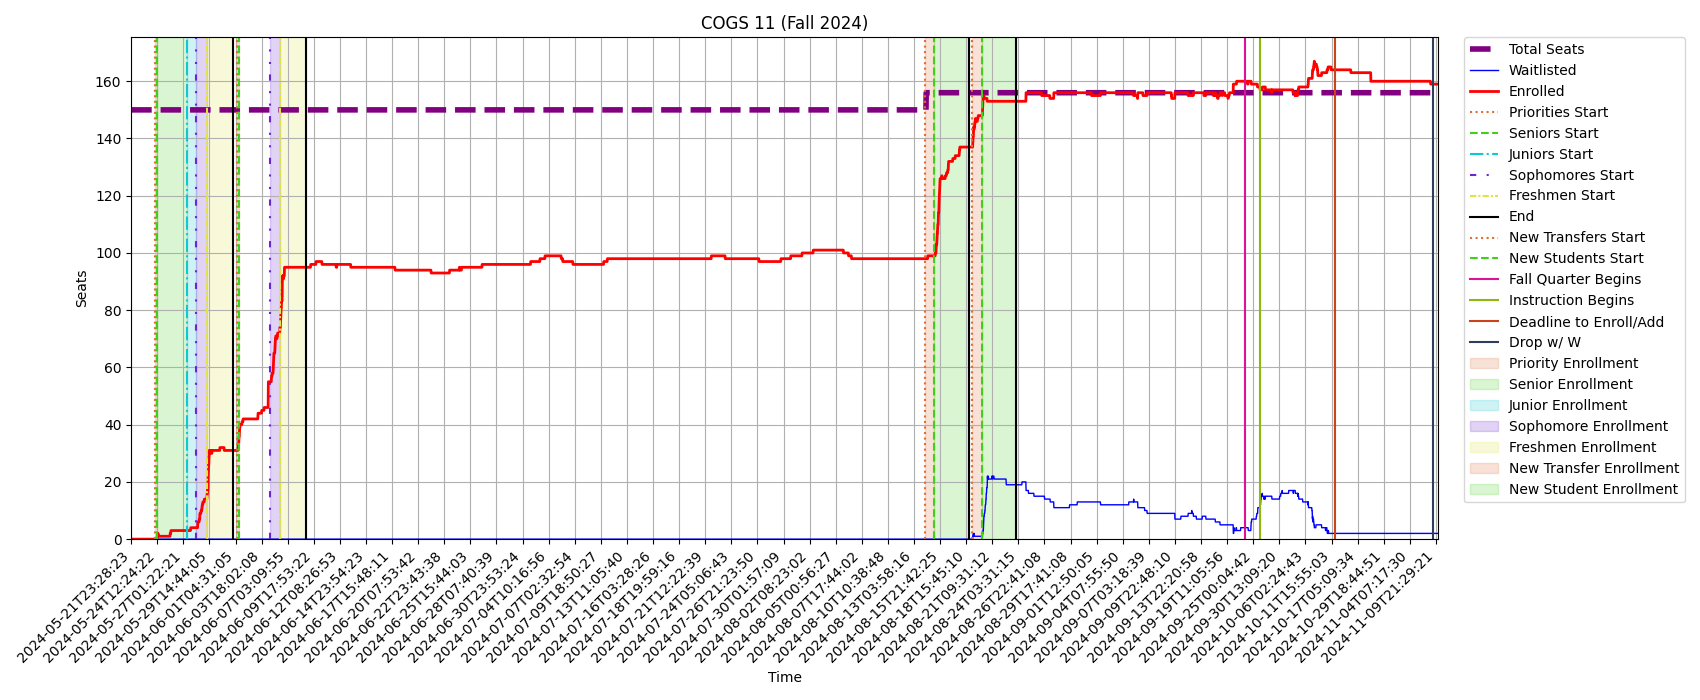 COGS 11 (Fall 2024)
Seats
160
140
120
100
80
60
40
20
0
2024-05-21T23:28:23
2024-05-24T12:24:22
2024-05-27T01:22:21
2024-05-29T14:44:05
2024-06-01T04:31:05
2024-06-03T18:02:08
2024-06-07T03:09:55
2024-06-09T17:53:22
2024-06-12T08:26:53
2024-06-14T23:54:23
2024-06-17T15:48:11
2024-06-20T07:53:42
2024-06-22T23:43:38
2024-06-25T15:44:03
2024-06-28T07:40:39
2024-06-30T23:53:24
2024-07-04T10:16:56
2024-07-07T02:32:54
2024-07-09T18:50:27
2024-07-13T11:05:40
2024-07-16T03:28:26
2024-07-18T19:59:16
2024-07-21T12:22:39
2024-07-24T05:06:43
2024-07-26T21:23:50
2024-07-30T01:57:09
2024-08-02T08:23:02
2024-08-05T00:56:27
2024-08-07T17:44:02
2024-08-10T10:38:48
2024-08-13T03:58:16
2024-08-15T21:42:25
2024-08-18T15:45:10
2024-08-21T09:31:12
2024-08-24T03:31:15
2024-08-26T22:41:08
2024-08-29T17:41:08
2024-09-01T12:50:05
2024-09-04T07:55:50
2024-09-07T03:18:39
2024-09-09T22:48:10
2024-09-13T22:20:58
2024-09-19T11:05:56
2024-09-25T00:04:42
2024-09-30T13:09:20
2024-10-06T02:24:43
2024-10-11T15:55:03
2024-10-17T05:09:34
2024-10-29T18:44:51
2024-11-04T07:17:30
2024-11-09T21:29:21
Time
Total Seats
Waitlisted
Enrolled
Priorities Start
Seniors Start
Juniors Start
Sophomores Start
Freshmen Start
End
New Transfers Start
New Students Start
Fall Quarter Begins
Instruction Begins
Deadline to Enroll/Add
Drop w/ W
Priority Enrollment
Senior Enrollment
Junior Enrollment
Sophomore Enrollment
Freshmen Enrollment
New Transfer Enrollment
New Student Enrollment